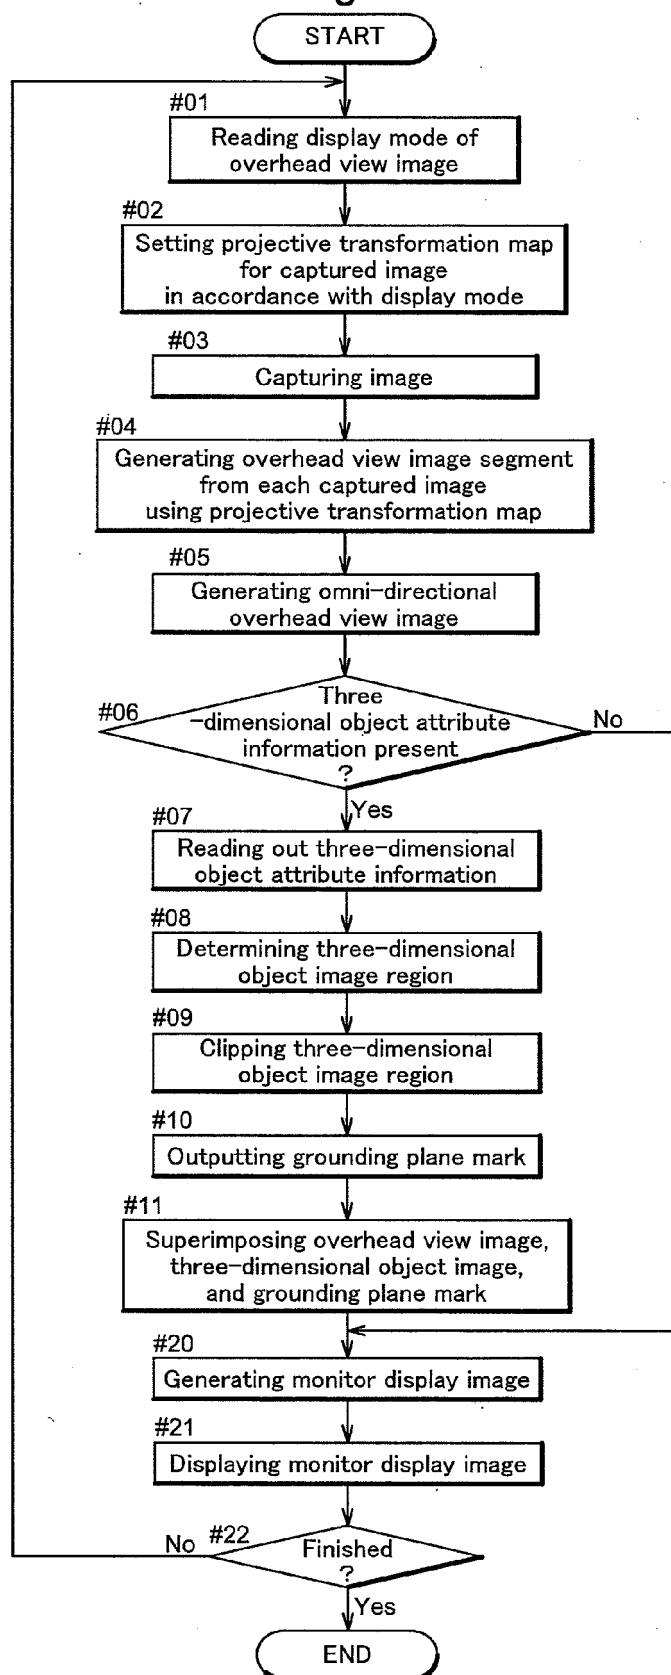 START
#01
Reading display mode of
overhead view image
#02
Setting projective transformation map
for captured image
in accordance with display mode
#03
Capturing image
#04
Generating overhead view image segment
from each captured image
using projective transformation map
#05
Generating omni-directional
overhead view image
#06
Three
-dimensional object attribute
information present
?
No
Yes
#07
Reading out three-dimensional
object attribute information
#08
Determining three-dimensional
object image region
#09
Clipping three-dimensional
object image region
#10
Outputting grounding plane mark
#11
Superimposing overhead view image,
three-dimensional object image,
and grounding plane mark
#20
Generating monitor display image
#21
Displaying monitor display image
#22
Finished
?
No
Yes
END